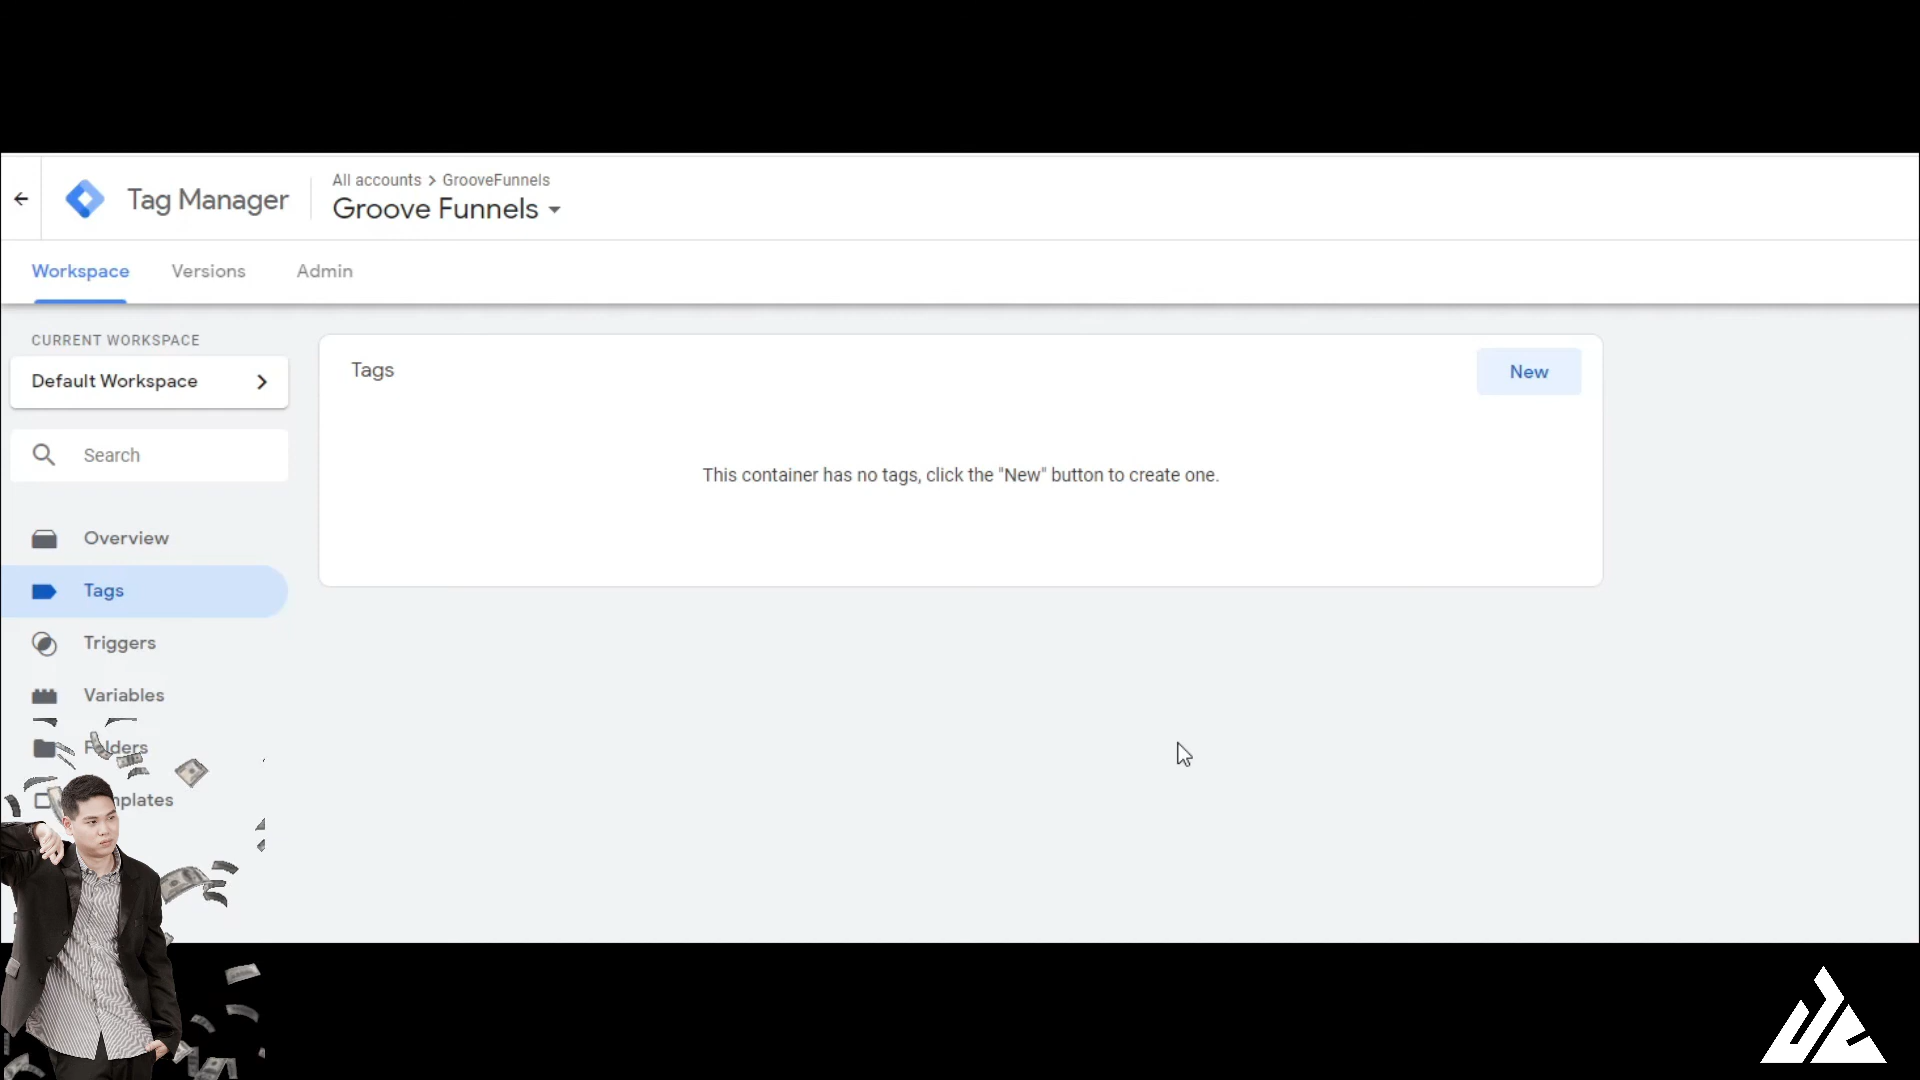 Tag Manager
All accounts > GrooveFunnels
Groove Funnels
Workspace
Versions
Admin
CURRENT WORKSPACE
Default Workspace
Search
Overview
Tags
Triggers
Variables
Tags
New
This container has no tags, click the "New" button to create one.